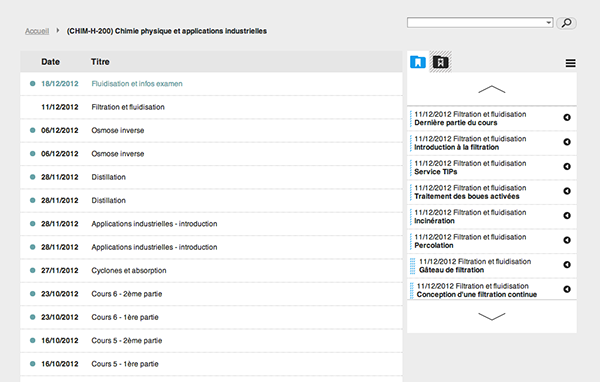 Accueil (CHIM-H-200) Chimie physique et applications industrielles
Date Titre
18/12/2012 Fluidisation et infos examen
11/12/2012 Filtration et fluidisation
06/12/2012 Osmose inverse
06/12/2012 Osmose inverse
28/11/2012 Distillation
28/11/2012 Distillation
28/11/2012 Applications industrielles - introduction
28/11/2012 Applications industrielles - introduction
27/11/2012 Cyclones et absorption
23/10/2012 Cours 6 - 2ème partie
23/10/2012 Cours 6 - 1ère partie
16/10/2012 Cours 5 - 2ème partie
16/10/2012 Cours 5 - 1ère partie
11/12/2012 Filtration et fluidisation
Dernière partie du cours
11/12/2012 Filtration et fluidisation
Introduction à la filtration
11/12/2012 Filtration et fluidisation
Service TIPs
11/12/2012 Filtration et fluidisation
Traitement des boues activées
11/12/2012 Filtration et fluidisation
Incinération
11/12/2012 Filtration et fluidisation
Percolation
11/12/2012 Filtration et fluidisation
Gâteau de filtration
11/12/2012 Filtration et fluidisation
Conception d'une filtration continue